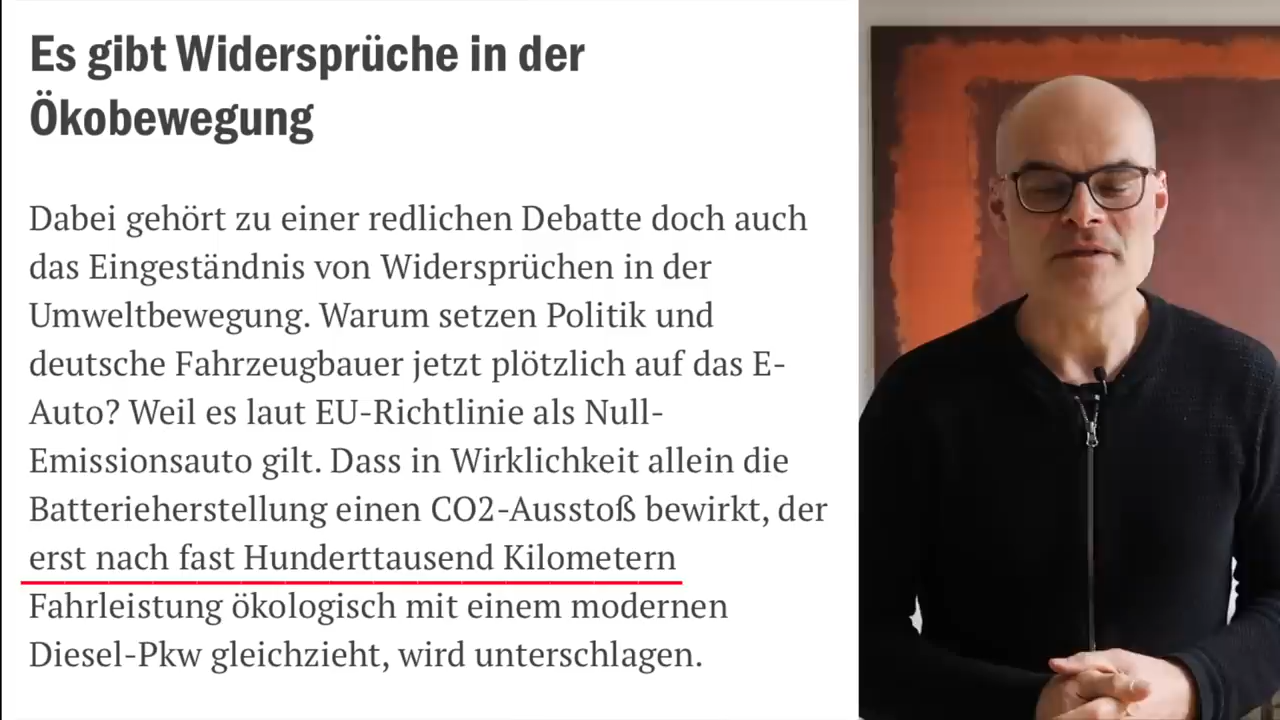 Es gibt Widersprüche in der
Ökobewegung
Dabei gehört zu einer redlichen Debatte doch auch
das Eingeständnis von Widersprüchen in der
Umweltbewegung. Warum setzen Politik und
deutsche Fahrzeugbauer jetzt plötzlich auf das E-
Auto? Weil es laut EU-Richtlinie als Null-
Emissionsauto gilt. Dass in Wirklichkeit allein die
Batterieherstellung einen CO2-Ausstoß bewirkt, der
erst nach fast Hunderttausend Kilometern
Fahrleistung ökologisch mit einem modernen
Diesel-Pkw gleichzieht, wird unterschlagen.